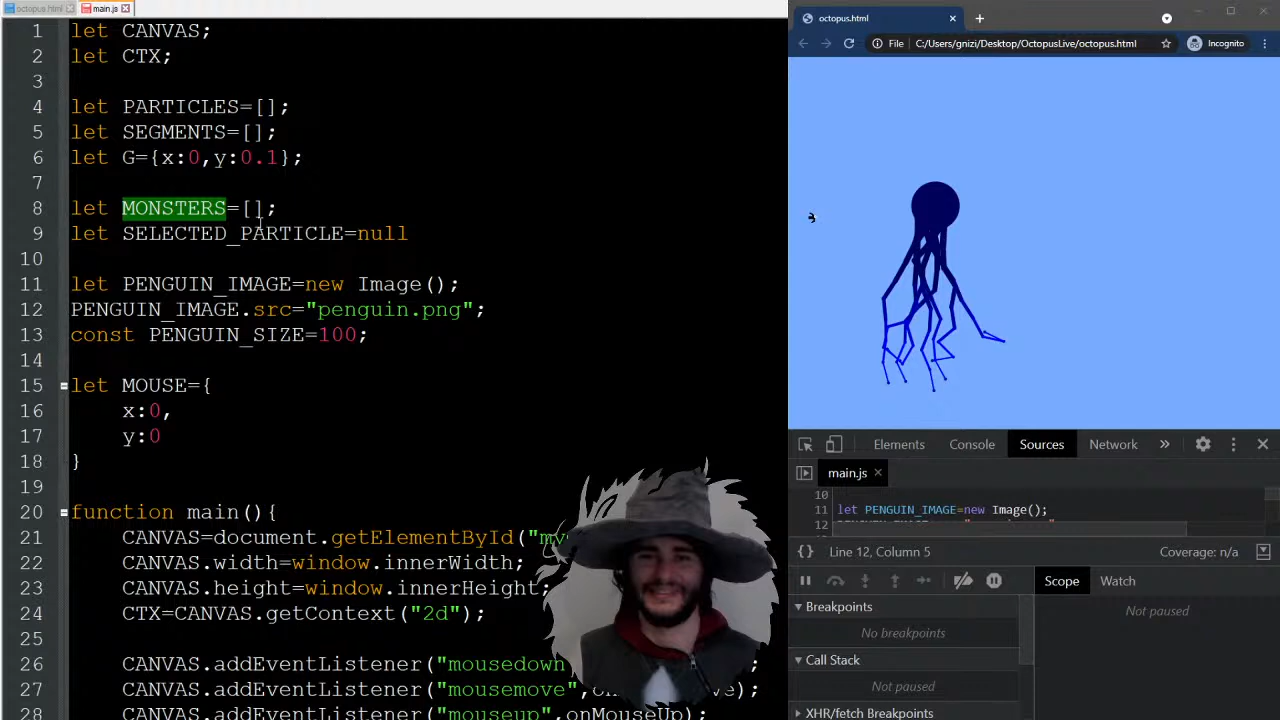 octopus.html
main.js
1 let CANVAS;
2 let CTX;
3
4 let PARTICLES=[];
5 let SEGMENTS=[];
6 let G={x:0,y:0.1};
7
8 let MONSTERS=[];
9 let SELECTED_PARTICLE=null
10
11 let PENGUIN_IMAGE=new Image();
12 PENGUIN_IMAGE.src="penguin.png";
13 const PENGUIN_SIZE=100;
14
15 let MOUSE={
16 x:0,
17 y:0
18 }
19
20 function main(){
21 CANVAS=document.getElementById("my
22 CANVAS.width=window.innerWidth;
23 CANVAS.height=window.innerHeight;
24 CTX=CANVAS.getContext("2d");
25
26 CANVAS.addEventListener("mousedown ;
27 CANVAS.addEventListener("mousemove",on e);
28 CANVAS.addEventListener("mouseup",onMouseUp);
octopus.html
File C:/Users/gnizi/Desktop/OctopusLive/octopus.html Incognito
Elements Console Sources Network
main.js
10
11 let PENGUIN_IMAGE=new Image();
12
{} Line 12, Column 5 Coverage: n/a
Scope Watch
Breakpoints
No breakpoints
Call Stack
Not paused
XHR/fetch Breakpoints
Not paused